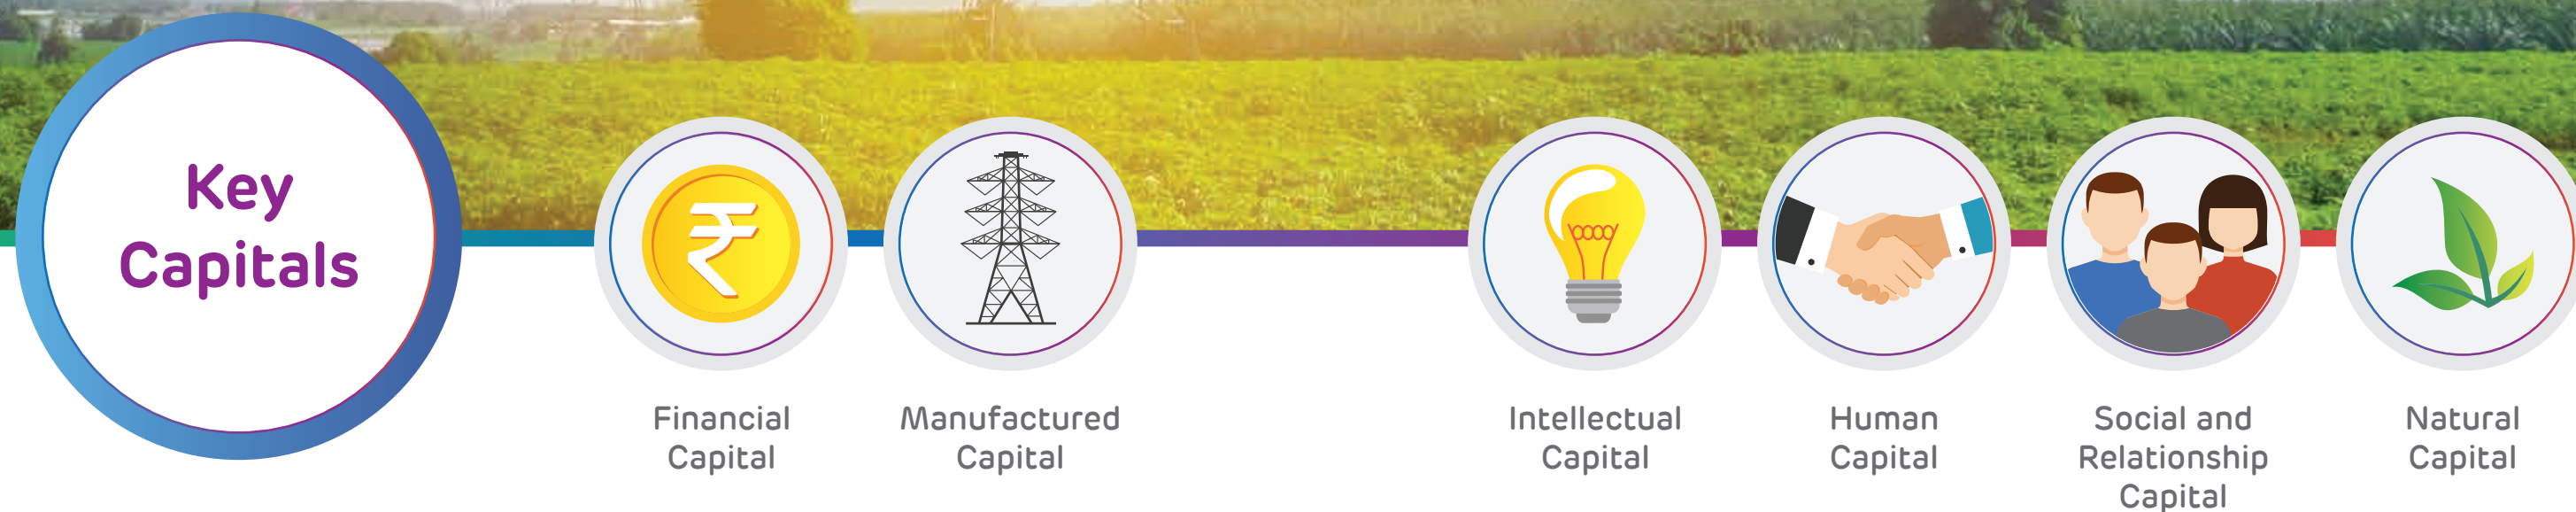 Key
Capitals
₹
Financial
Capital
Manufactured
Capital
Intellectual
Capital
Human
Capital
Social and
Relationship
Capital
Natural
Capital